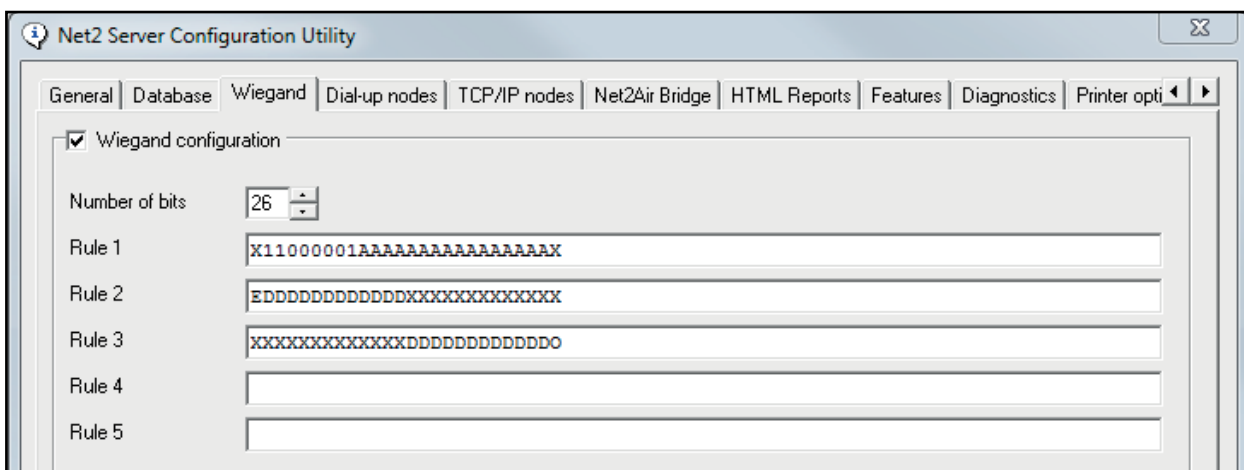 Net2 Server Configuration Utility
General Database Wiegand Dial-up nodes TCP/IP nodes Net2Air Bridge HTML Reports Features Diagnostics Printer opti
Wiegand configuration
Number of bits 26
Rule 1 X11000001AAAAAAAAAAAAAAAAX
Rule 2 EDDDDDDDDDDDDXXXXXXXXXXXXX
Rule 3 XXXXXXXXXXXXXDDDDDDDDDDDDO
Rule 4
Rule 5